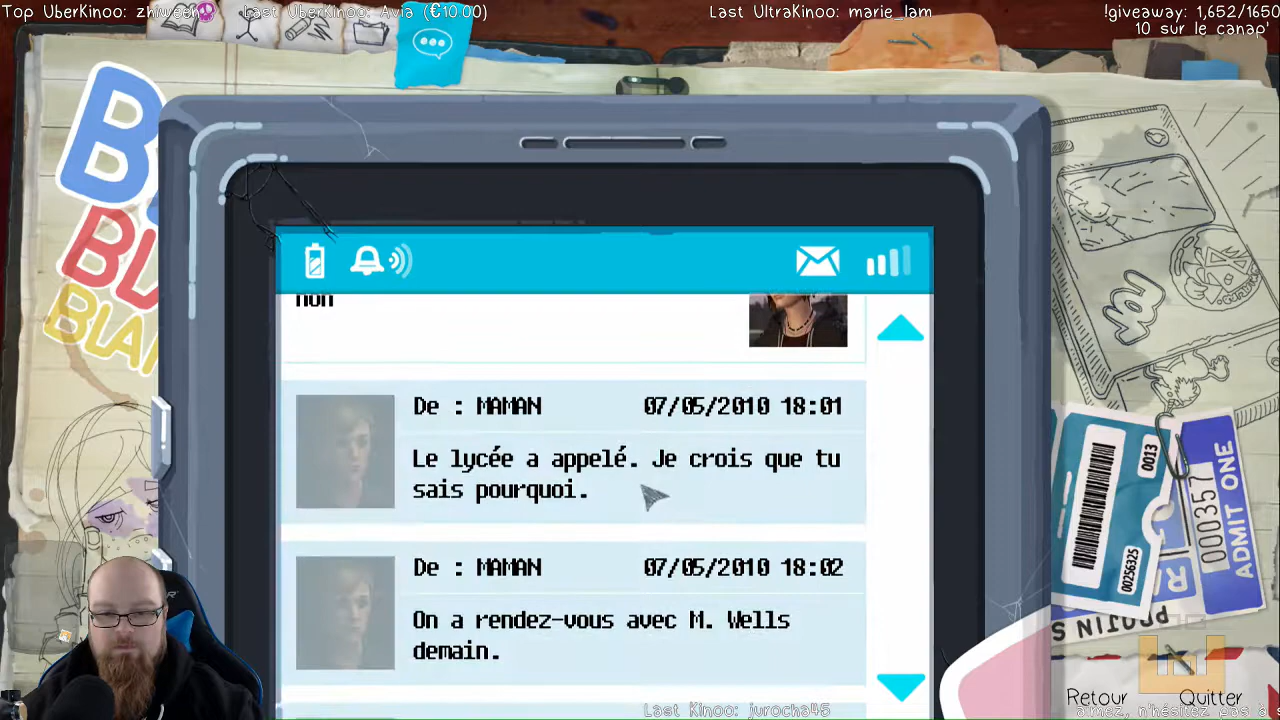 Top UberKinoo: zhiween
Last UberKinoo: Avia (€10.00)
Last UltraKinoo: marie_lam
!giveaway: 1,652/1650
10 sur le canap'
non
De : MAMAN 07/05/2010 18:01
Le lycée a appelé. Je crois que tu
sais pourquoi.
De : MAMAN 07/05/2010 18:02
On a rendez-vous avec M. Wells
demain.
0013
00256325
000357
ADMIT ONE
Retour
Quitter
Last Kinoo: jurocha45